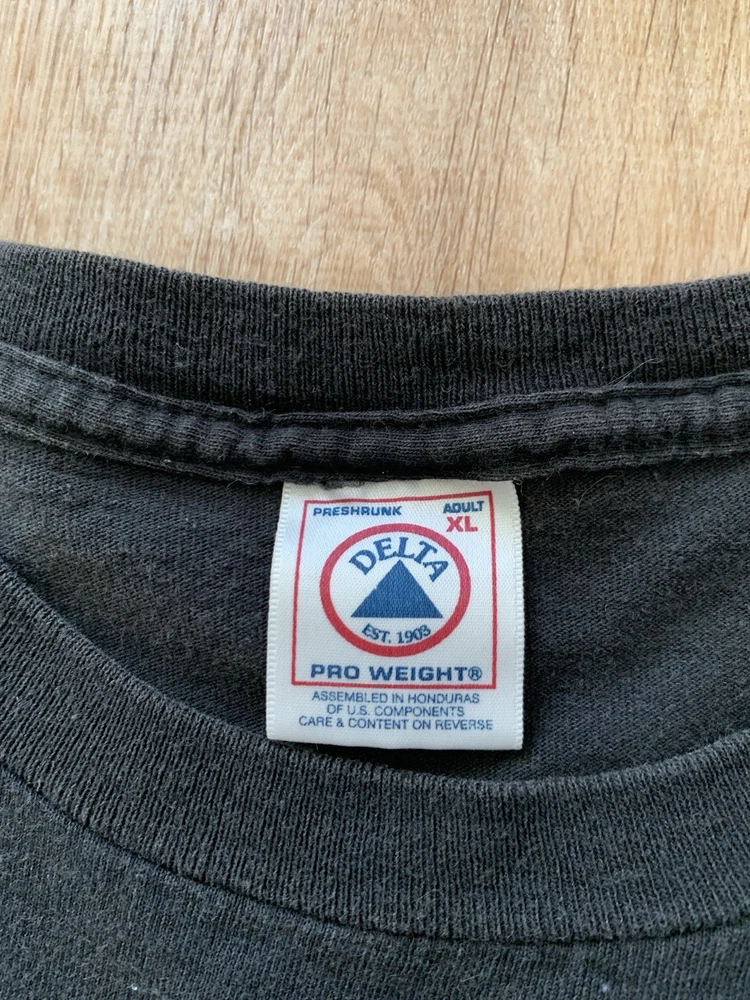 PRESHRUNK ADULT
XL
DELTA
EST. 1903
PRO WEIGHT®
ASSEMBLED IN HONDURAS
OF U.S. COMPONENTS
CARE & CONTENT ON REVERSE